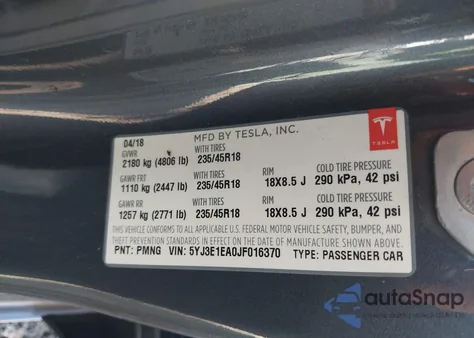 MFD BY TESLA, INC.
04/18
GVWR WITH TIRES RIM COLD TIRE PRESSURE
2180 kg (4806 lb) 235/45R18
GAWR FRT WITH TIRES
1110 kg (2447 lb) 235/45R18 18X8.5 J 290 kPa, 42 psi
GAWR RR WITH TIRES RIM COLD TIRE PRESSURE
1257 kg (2771 lb) 235/45R18 18X8.5 J 290 kPa, 42 psi
THIS VEHICLE CONFORMS TO ALL APPLICABLE
FEDERAL MOTOR VEHICLE SAFETY, BUMPER, AND
THEFT PREVENTION STANDARDS IN EFFECT ON THE
DATE OF MANUFACTURE SHOWN ABOVE.
PNT: PMNG VIN: 5YJ3E1EA0JF016370 TYPE: PASSENGER CAR
TESLA
autoSnap